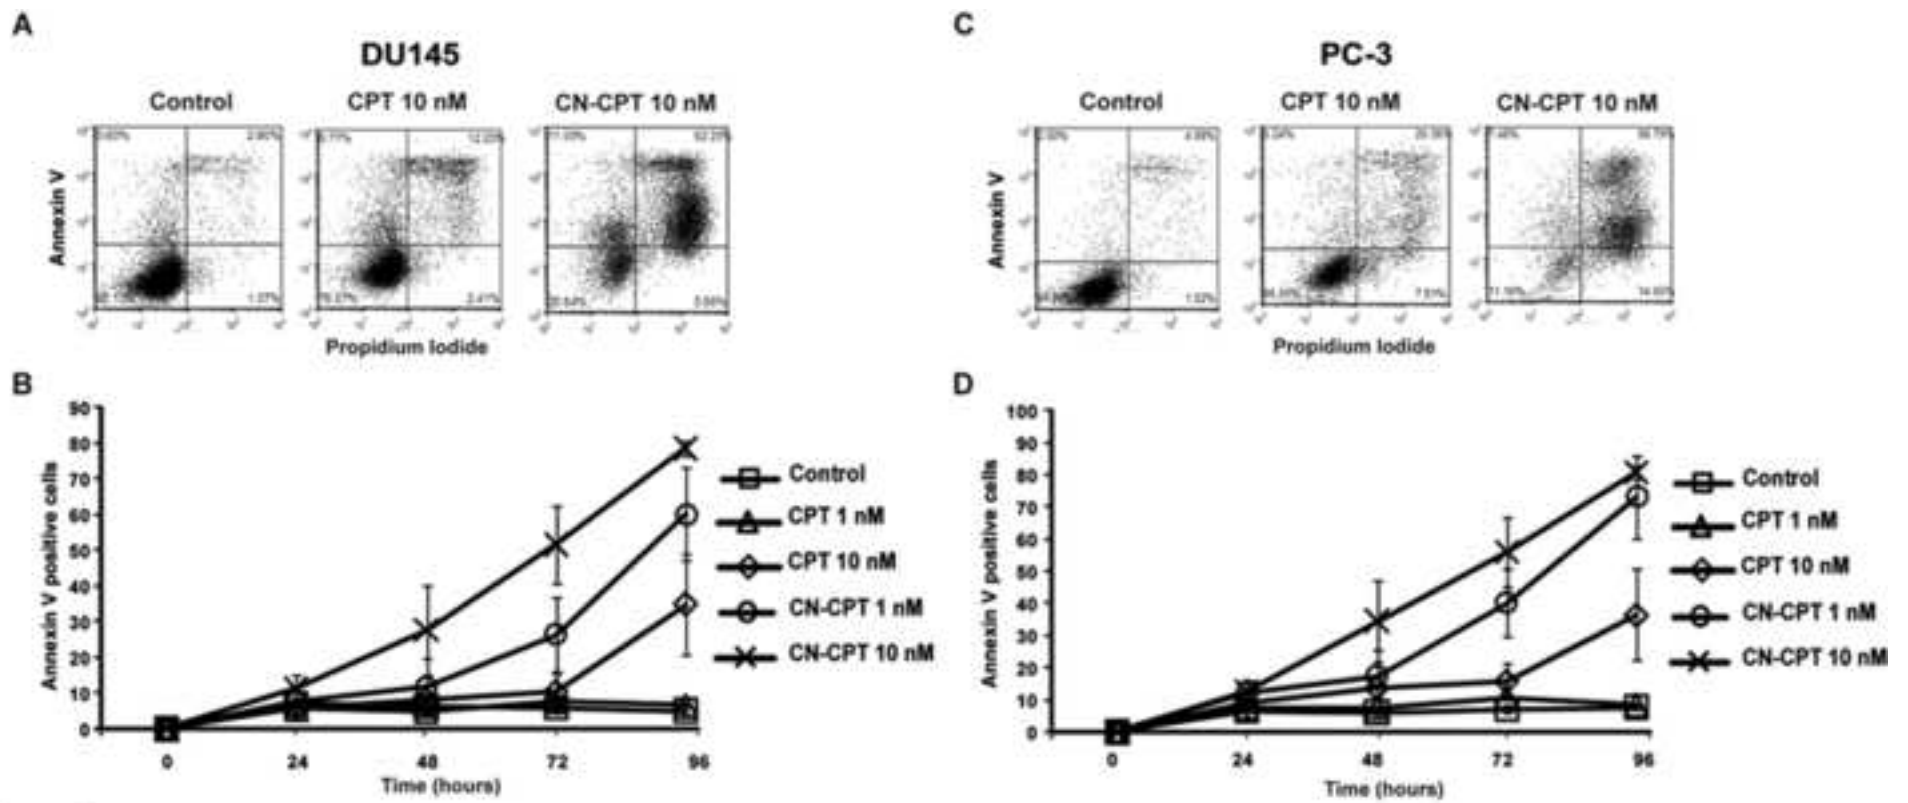 A
DU145
Control
CPT 10 nM
CN-CPT 10 nM
Annexin V
Propidium Iodide
C
PC-3
Control
CPT 10 nM
CN-CPT 10 nM
Annexin V
1.52%
7.51%
Propidium Iodide
B
90
80
70
60
50
40
30
20
10
0
Annexin V positive cells
0
24
48
72
96
Time (hours)
Control
CPT 1 nM
CPT 10 nM
CN-CPT 1 nM
CN-CPT 10 nM
D
100
90
80
70
60
50
40
30
20
10
0
Annexin V positive cells
0
24
48
72
96
Time (hours)
Control
CPT 1 nM
CPT 10 nM
CN-CPT 1 nM
CN-CPT 10 nM